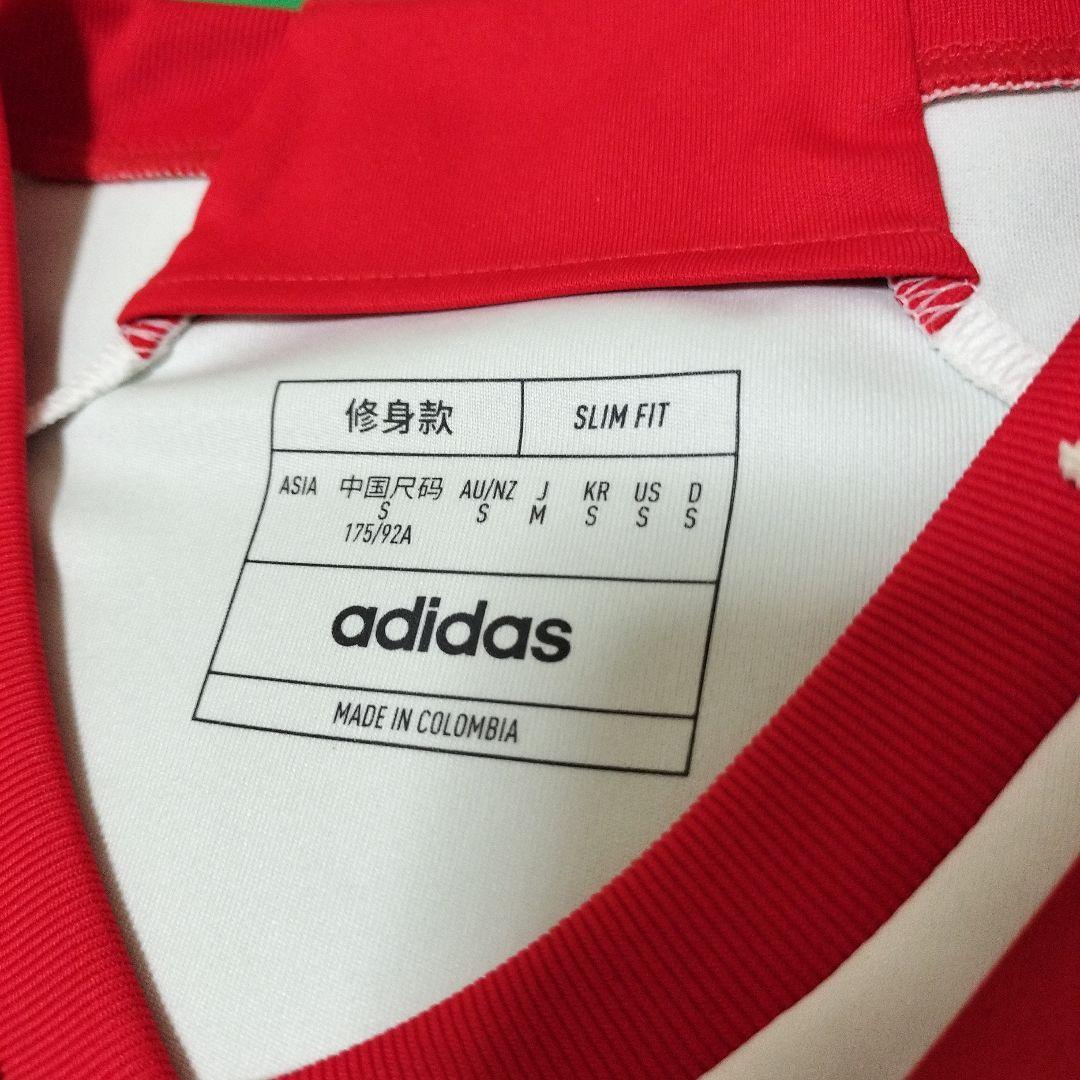 修身款 SLIM FIT
ASIA 中国尺码 AU/NZ J KR US D
S S M S S S
175/92A
adidas
MADE IN COLOMBIA